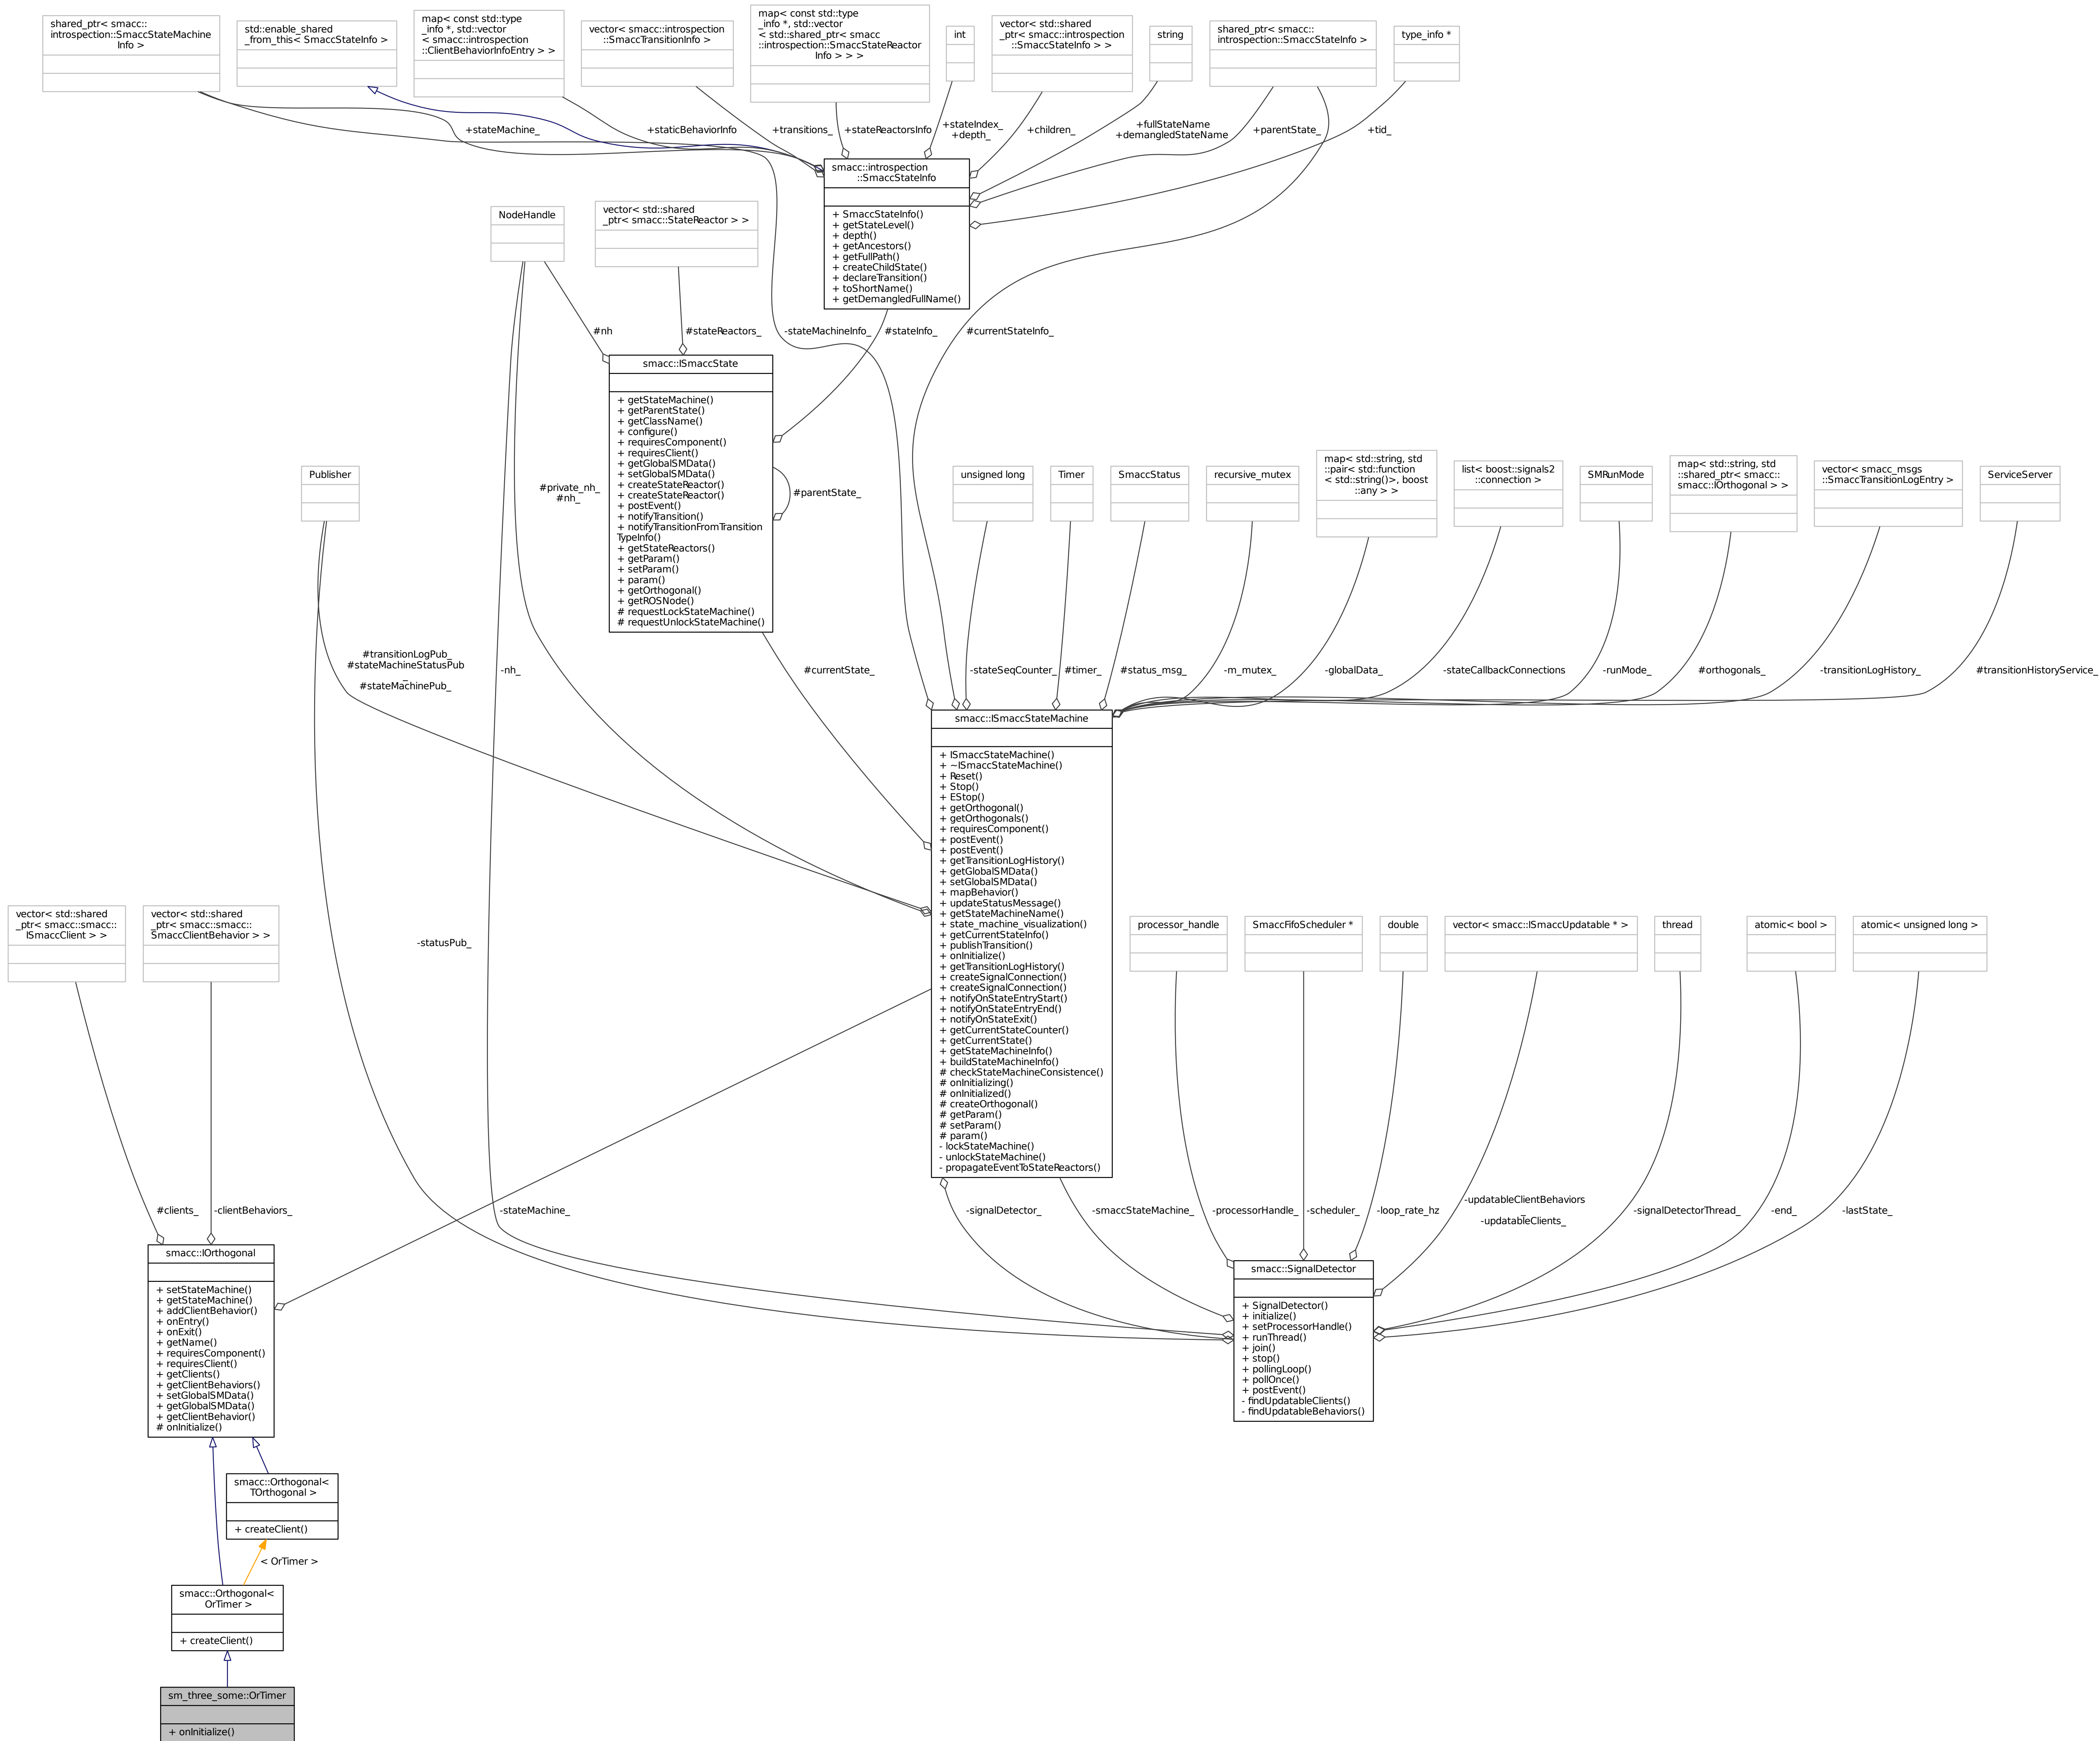 shared_ptr< smacc::
introspection::SmaccStateMachine
Info >
std::enable_shared
_from_this< SmaccStateInfo >
map< const std::type
_info *, std::vector
< smacc::introspection
::ClientBehaviorInfoEntry > >
vector< smacc::introspection
::SmaccTransitionInfo >
map< const std::type
_info *, std::vector
< std::shared_ptr< smacc
::introspection::SmaccStateReactor
Info > > >
int
vector< std::shared
_ptr< smacc::introspection
::SmaccStateInfo > >
string
shared_ptr< smacc::
introspection::SmaccStateInfo >
type_info *
+stateMachine_
+staticBehaviorInfo
+transitions_
+stateReactorsInfo
+stateIndex_
+depth_
+children_
+fullStateName
+demangledStateName
+parentState_
+tid_
smacc::introspection
::SmaccStateInfo
+ SmaccStateInfo()
+ getStateLevel()
+ depth()
+ getAncestors()
+ getFullPath()
+ createChildState()
+ declareTransition()
+ toShortName()
+ getDemangledFullName()
NodeHandle
vector< std::shared
_ptr< smacc::StateReactor > >
#nh
#stateReactors_
-stateMachineInfo_
#stateInfo_
#currentStateInfo_
smacc::ISmaccState
+ getStateMachine()
+ getParentState()
+ getClassName()
+ configure()
+ requiresComponent()
+ requiresClient()
+ getGlobalSMData()
+ setGlobalSMData()
+ createStateReactor()
+ createStateReactor()
+ postEvent()
+ notifyTransition()
+ notifyTransitionFromTransition
TypeInfo()
+ getStateReactors()
+ getParam()
+ setParam()
+ param()
+ getOrthogonal()
+ getROSNode()
# requestLockStateMachine()
# requestUnlockStateMachine()
#parentState_
Publisher
#private_nh_
#nh_
unsigned long
Timer
SmaccStatus
recursive_mutex
map< std::string, std
::pair< std::function
< std::string()>, boost
::any > >
list< boost::signals2
::connection >
SMRunMode
map< std::string, std
::shared_ptr< smacc::
smacc::IOrthogonal > >
vector< smacc_msgs
::SmaccTransitionLogEntry >
ServiceServer
#transitionLogPub_
#stateMachineStatusPub
_
#stateMachinePub_
-nh_
#currentState_
-stateSeqCounter_
#timer_
#status_msg_
-m_mutex_
-globalData_
-stateCallbackConnections
-runMode_
#orthogonals_
-transitionLogHistory_
#transitionHistoryService_
smacc::ISmaccStateMachine
+ ISmaccStateMachine()
+ ~ISmaccStateMachine()
+ Reset()
+ Stop()
+ EStop()
+ getOrthogonal()
+ getOrthogonals()
+ requiresComponent()
+ postEvent()
+ postEvent()
+ getTransitionLogHistory()
+ getGlobalSMData()
+ setGlobalSMData()
+ mapBehavior()
+ updateStatusMessage()
+ getStateMachineName()
+ state_machine_visualization()
+ getCurrentStateInfo()
+ publishTransition()
+ onInitialize()
+ getTransitionLogHistory()
+ createSignalConnection()
+ createSignalConnection()
+ notifyOnStateEntryStart()
+ notifyOnStateEntryEnd()
+ notifyOnStateExit()
+ getCurrentStateCounter()
+ getCurrentState()
+ getStateMachineInfo()
+ buildStateMachineInfo()
# checkStateMachineConsistence()
# onInitializing()
# onInitialized()
# createOrthogonal()
# getParam()
# setParam()
# param()
- lockStateMachine()
- unlockStateMachine()
- propagateEventToStateReactors()
vector< std::shared
_ptr< smacc::smacc::
ISmaccClient > >
vector< std::shared
_ptr< smacc::smacc::
SmaccClientBehavior > >
-statusPub_
processor_handle
SmaccFifoScheduler *
double
vector< smacc::ISmaccUpdatable * >
thread
atomic< bool >
atomic< unsigned long >
#clients_
-clientBehaviors_
-stateMachine_
-signalDetector_
-smaccStateMachine_
-processorHandle_
-scheduler_
-loop_rate_hz
-updatableClientBehaviors
_
-updatableClients_
-signalDetectorThread_
-end_
-lastState_
smacc::IOrthogonal
+ setStateMachine()
+ getStateMachine()
+ addClientBehavior()
+ onEntry()
+ onExit()
+ getName()
+ requiresComponent()
+ requiresClient()
+ getClients()
+ getClientBehaviors()
+ setGlobalSMData()
+ getGlobalSMData()
+ getClientBehavior()
# onInitialize()
smacc::SignalDetector
+ SignalDetector()
+ initialize()
+ setProcessorHandle()
+ runThread()
+ join()
+ stop()
+ pollingLoop()
+ pollOnce()
+ postEvent()
- findUpdatableClients()
- findUpdatableBehaviors()
smacc::Orthogonal<
TOrthogonal >
+ createClient()
< OrTimer >
smacc::Orthogonal<
OrTimer >
+ createClient()
sm_three_some::OrTimer
+ onInitialize()